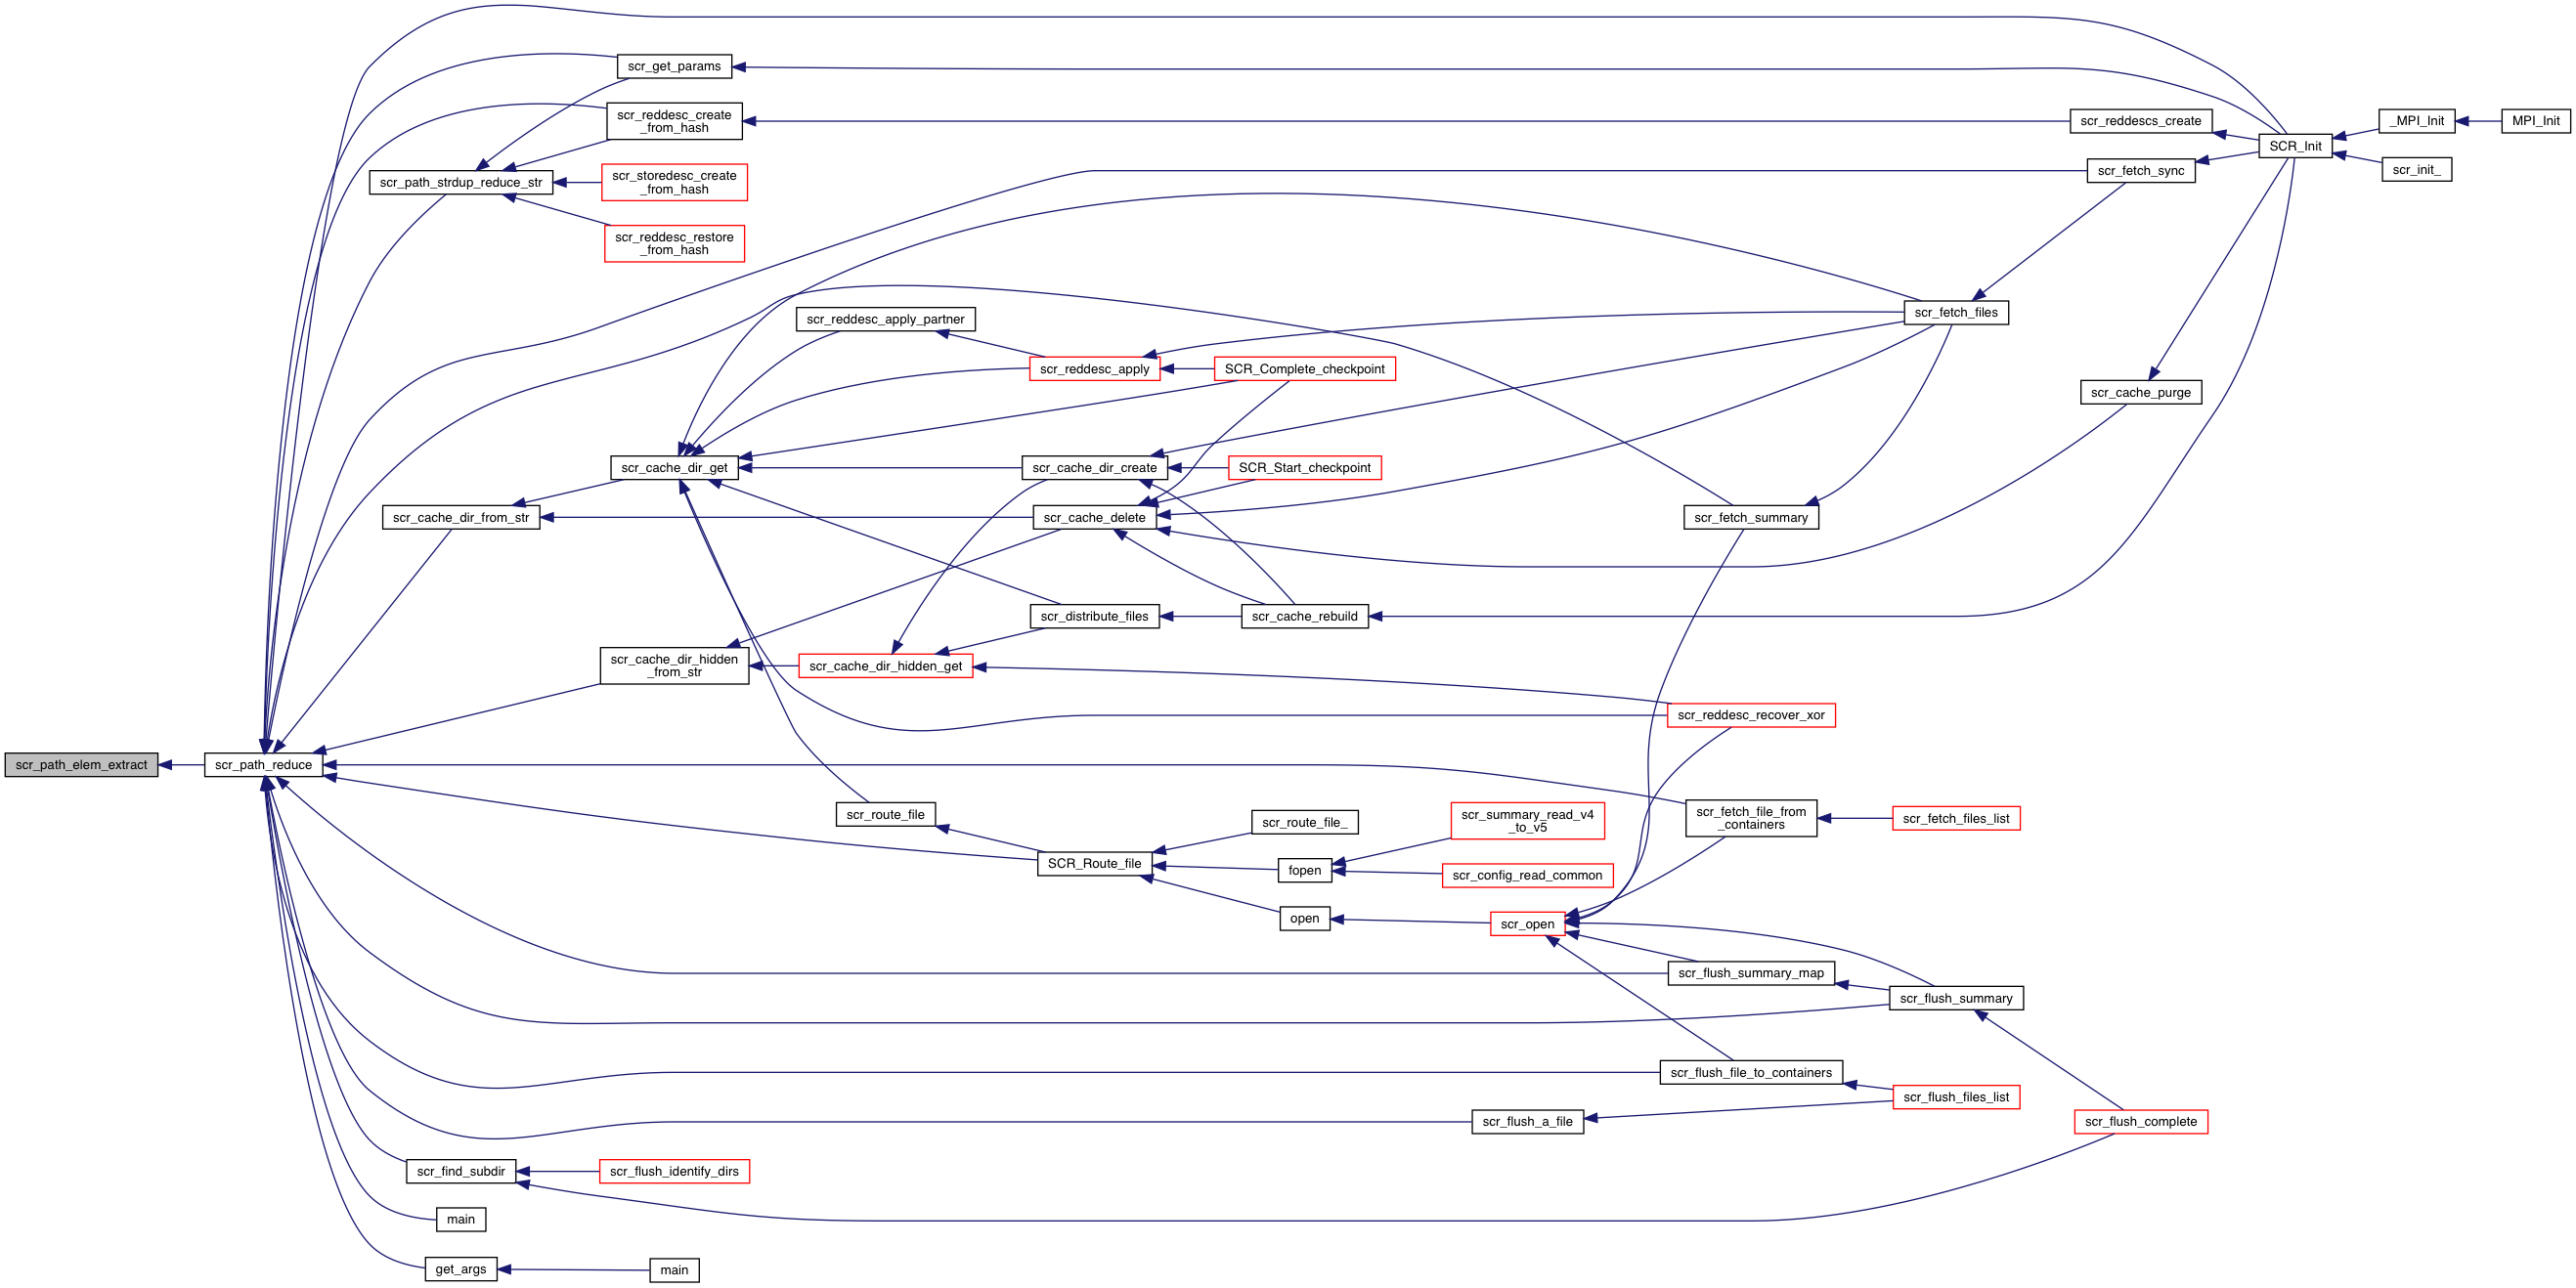 scr_get_params
scr_reddesc_create
_from_hash
scr_reddescs_create
_MPI_Init
MPI_Init
SCR_Init
scr_init_
scr_fetch_sync
scr_path_strdup_reduce_str
scr_storedesc_create
_from_hash
scr_reddesc_restore
_from_hash
scr_reddesc_apply_partner
scr_fetch_files
scr_reddesc_apply
SCR_Complete_checkpoint
scr_cache_purge
scr_cache_dir_get
scr_cache_dir_create
SCR_Start_checkpoint
scr_cache_dir_from_str
scr_cache_delete
scr_fetch_summary
scr_distribute_files
scr_cache_rebuild
scr_cache_dir_hidden
_from_str
scr_cache_dir_hidden_get
scr_reddesc_recover_xor
scr_path_elem_extract
scr_path_reduce
scr_route_file
scr_route_file_
scr_summary_read_v4
_to_v5
scr_fetch_file_from
_containers
scr_fetch_files_list
SCR_Route_file
fopen
scr_config_read_common
open
scr_open
scr_flush_summary_map
scr_flush_summary
scr_flush_file_to_containers
scr_flush_files_list
scr_flush_a_file
scr_flush_complete
scr_find_subdir
scr_flush_identify_dirs
main
get_args
main